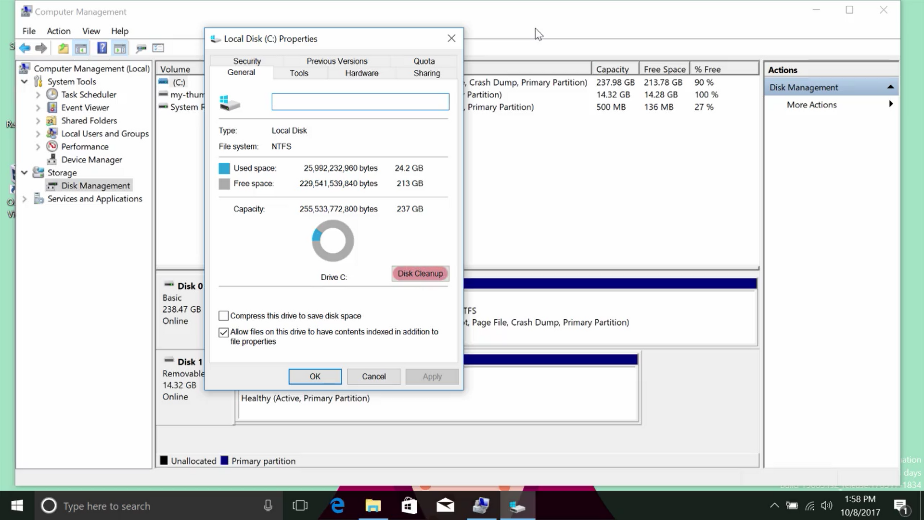 Computer Management
File Action View Help
Computer Management (Local)
System Tools
Task Scheduler
Event Viewer
Shared Folders
Local Users and Groups
Performance
Device Manager
Storage
Disk Management
Services and Applications
Volume Capacity Free Space % Free
(C:) , Crash Dump, Primary Partition) 237.98 GB 213.78 GB 90 %
my-thum , Primary Partition) 14.32 GB 14.28 GB 100 %
System R , Primary Partition) 500 MB 136 MB 27 %
Actions
Disk Management
More Actions
Local Disk (C:) Properties
Security Previous Versions Quota
General Tools Hardware Sharing
Type: Local Disk
File system: NTFS
Used space: 25,992,232,960 bytes 24.2 GB
Free space: 229,541,539,840 bytes 213 GB
Capacity: 255,533,772,800 bytes 237 GB
Drive C:
Disk Cleanup
Compress this drive to save disk space
Allow files on this drive to have contents indexed in addition to
file properties
OK Cancel Apply
Disk 0
Basic
238.47 GB
Online
TFS
t, Page File, Crash Dump, Primary Partition)
Disk 1
Removable
14.32 GB
Online
Healthy (Active, Primary Partition)
Unallocated Primary partition
ation
days
1834
Type here to search
1:58 PM
10/8/2017
1